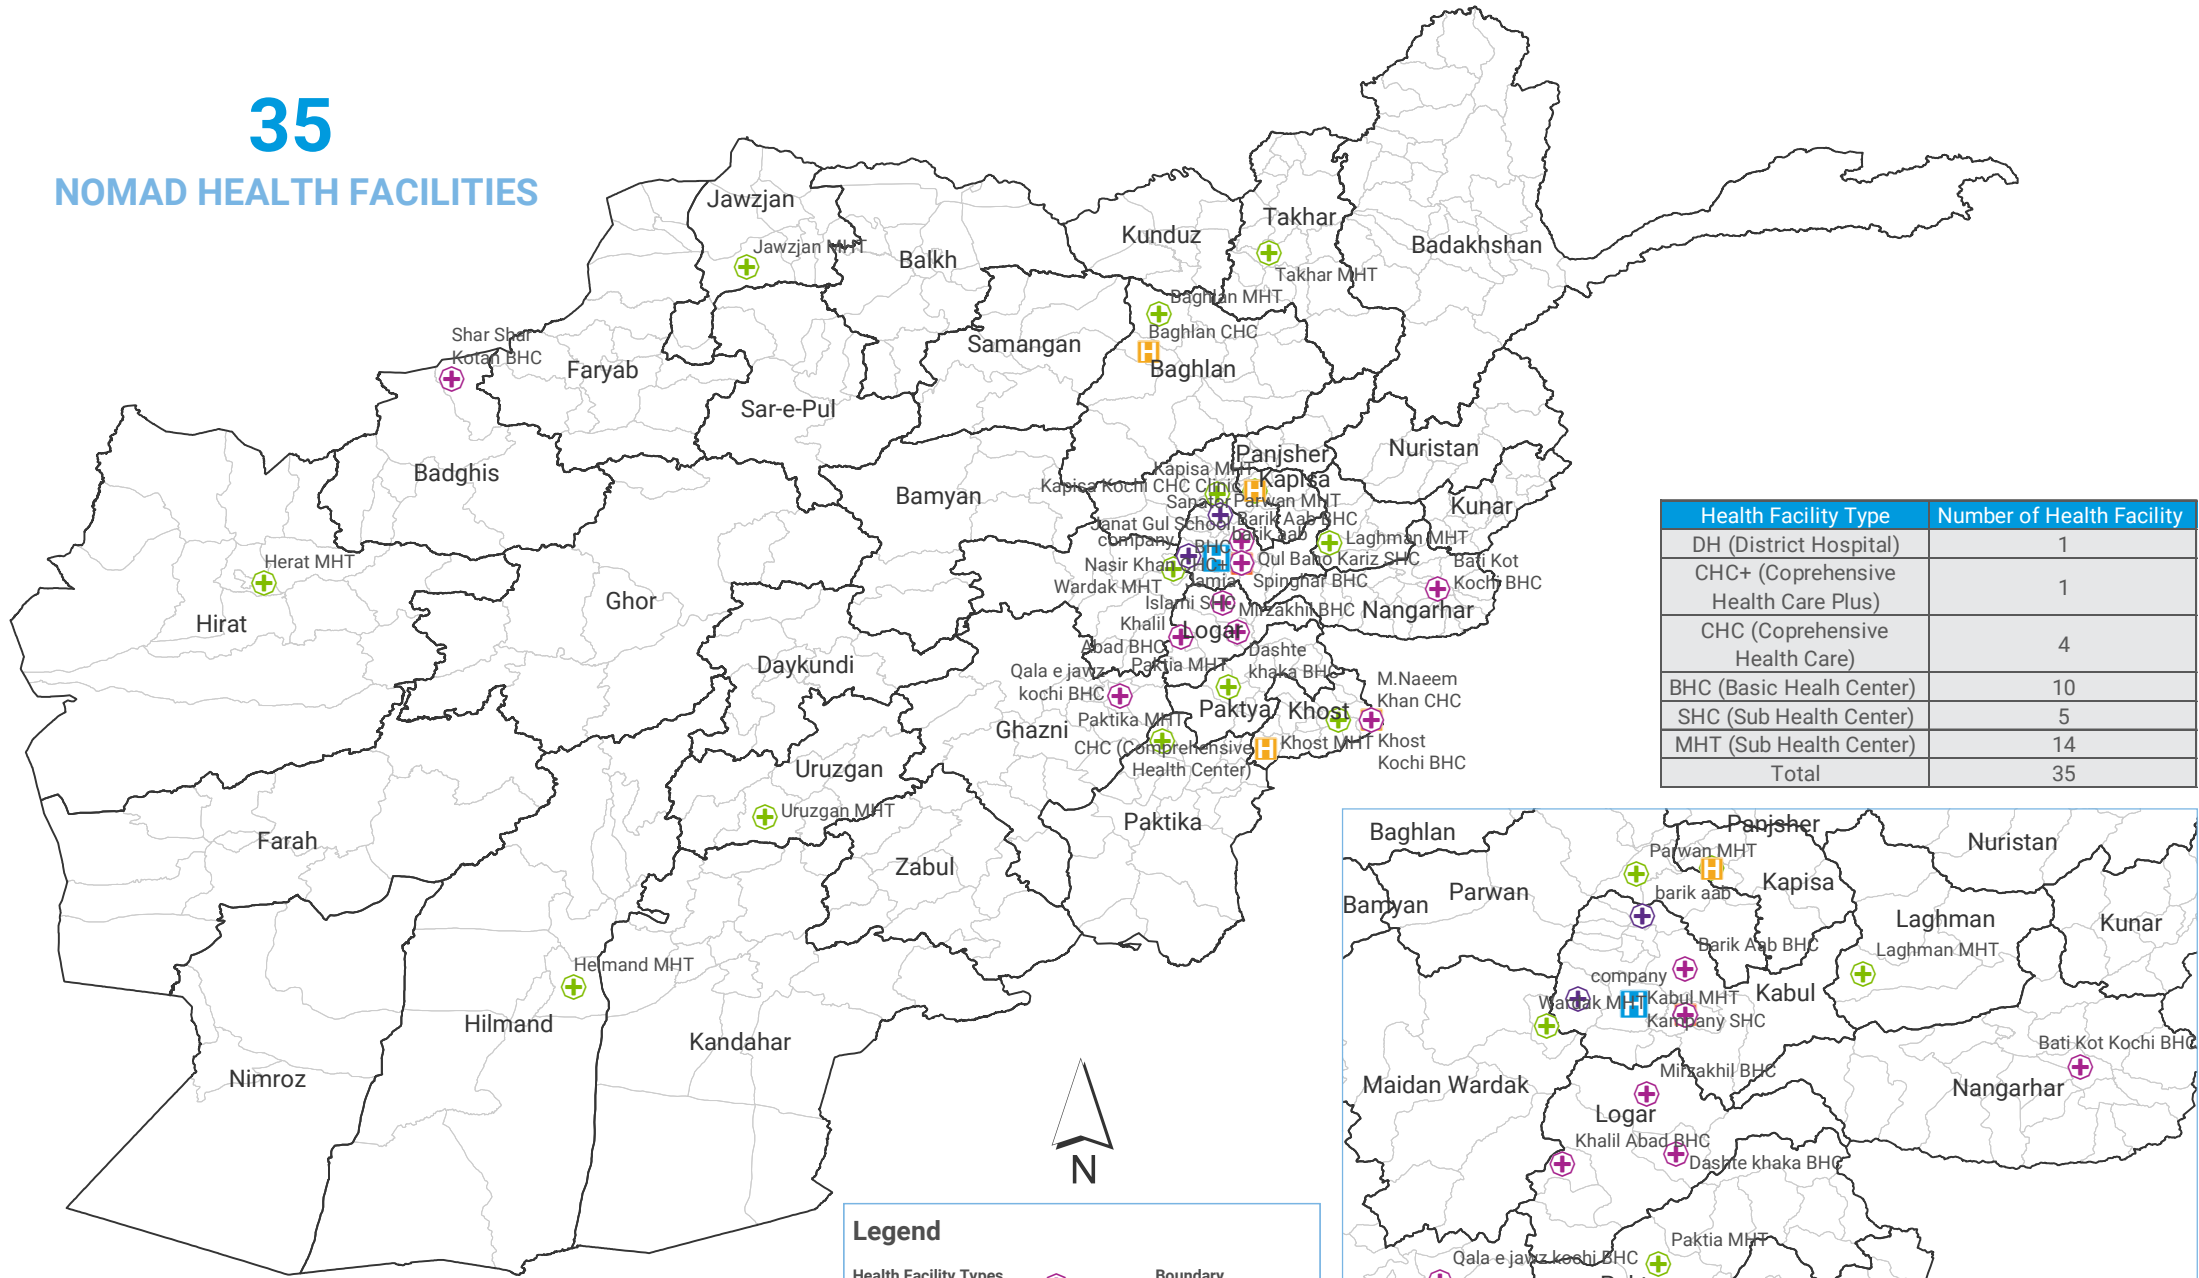 35
NOMAD HEALTH FACILITIES
Jawzjan
Jawzjan MHT
Balkh
Kunduz
Takhar
Takhar MHT
Badakhshan
Baghlan MHT
Baghlan CHC
Baghlan
Samangan
Shar Shar
Kotan BHC
Faryab
Sar-e-Pul
Badghis
Herat MHT
Hirat
Ghor
Bamyan
Panjsher
Kapisa MHT
Kapisa
Kapisa Kochi CHC Clinic
Sanator
Parwan MHT
Janat Gul School
BHC
Barik Aab BHC
barik aab
company
Laghman MHT
Nasir Khan CHC+
Qul Bano Kariz SHC
Wardak MHT
Jamia
Islami SHC
Spinghar BHC
Mirzakhil BHC
Nuristan
Kunar
Bati Kot
Kochi BHC
Nangarhar
Khalil
Abad BHC
Logar
Dashte
khaka BHC
Paktia MHT
Qala e jawz
kochi BHC
Paktya
Khost
M.Naeem
Khan CHC
Ghazni
Paktika MHT
CHC (Comprehensive
Health Center)
Khost MHT
Khost
Kochi BHC
Daykundi
Uruzgan
Uruzgan MHT
Paktika
Zabul
Farah
Helmand MHT
Hilmand
Kandahar
Nimroz
N
Health Facility Type Number of Health Facility
DH (District Hospital) 1
CHC+ (Coprehensive
Health Care Plus) 1
CHC (Coprehensive
Health Care) 4
BHC (Basic Healh Center) 10
SHC (Sub Health Center) 5
MHT (Sub Health Center) 14
Total 35
Baghlan
Panjsher
Nuristan
Parwan MHT
Parwan
Kapisa
Bamyan
barik aab
Laghman
Kunar
Laghman MHT
Barik Aab BHC
company
Kabul
Wardak MHT
Kabul MHT
Kampany SHC
Bati Kot Kochi BHC
Maidan Wardak
Mirzakhil BHC
Nangarhar
Logar
Khalil Abad BHC
Dashte khaka BHC
Paktia MHT
Qala e jawz kochi BHC
Legend
Health Facility Types
Boundary